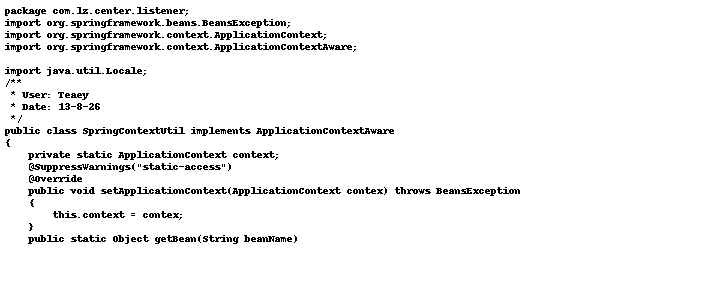 package com.lz.center.listener;
import org.springframework.beans.BeansException;
import org.springframework.context.ApplicationContext;
import org.springframework.context.ApplicationContextAware;

import java.util.Locale;
/**
 * User: Teaey
 * Date: 13-8-26
 */
public class SpringContextUtil implements ApplicationContextAware
{
    private static ApplicationContext context;
    @SuppressWarnings("static-access")
    @Override
    public void setApplicationContext(ApplicationContext contex) throws BeansException
    {
        this.context = contex;
    }
    public static Object getBean(String beanName)